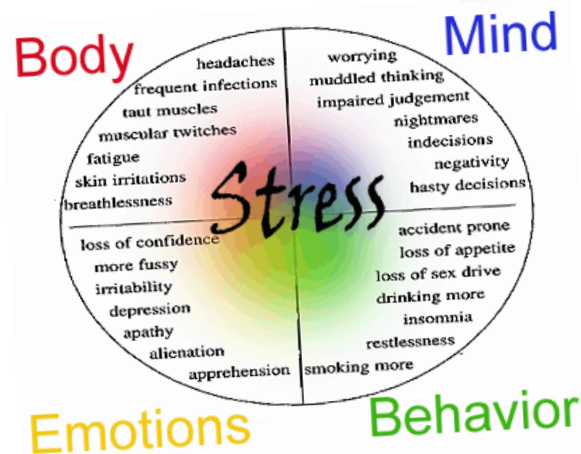 Body
headaches
frequent infections
taut muscles
muscular twitches
fatigue
skin irritations
breathlessness
Mind
worrying
muddled thinking
impaired judgement
nightmares
indecisions
negativity
hasty decisions
Stress
loss of confidence
more fussy
irritability
depression
apathy
alienation
apprehension
Emotions
accident prone
loss of appetite
loss of sex drive
drinking more
insomnia
restlessness
smoking more
Behavior